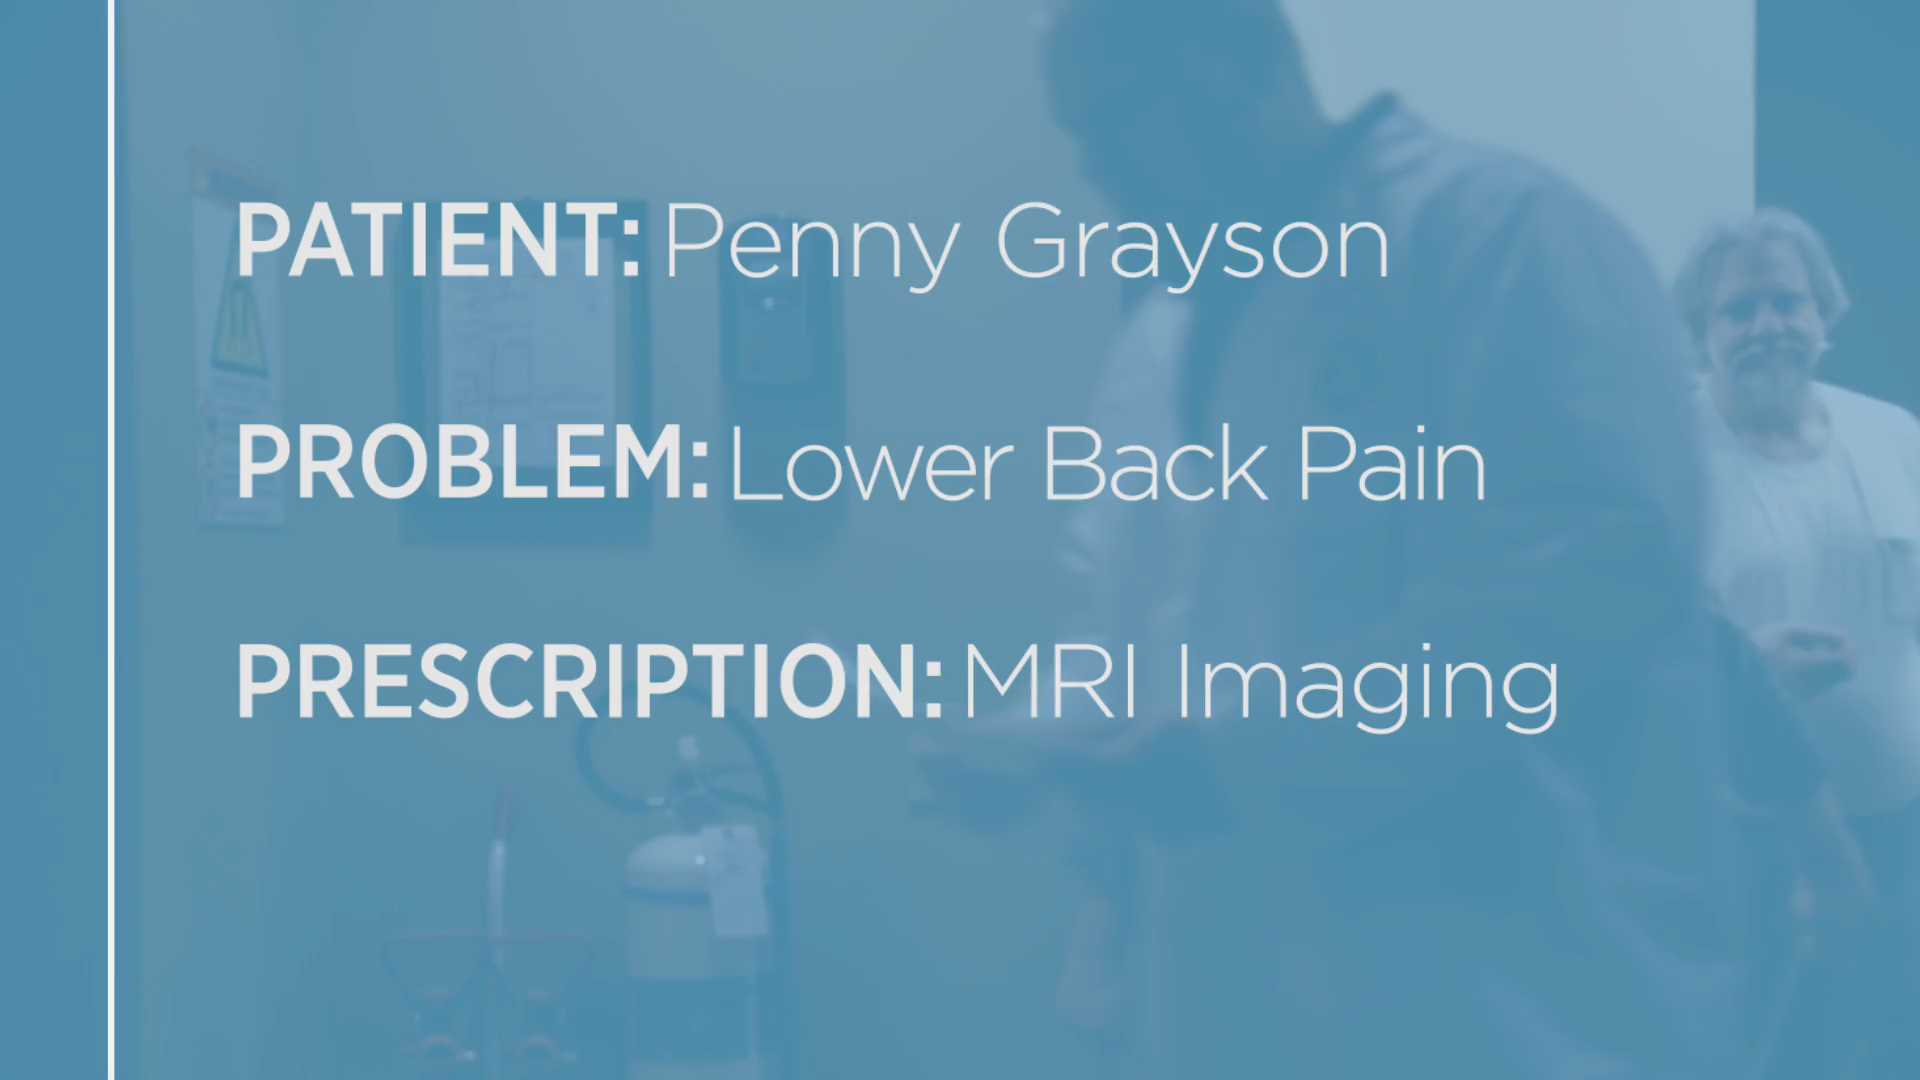 PATIENT: Penny Grayson
PROBLEM: Lower Back Pain
PRESCRIPTION: MRI Imaging